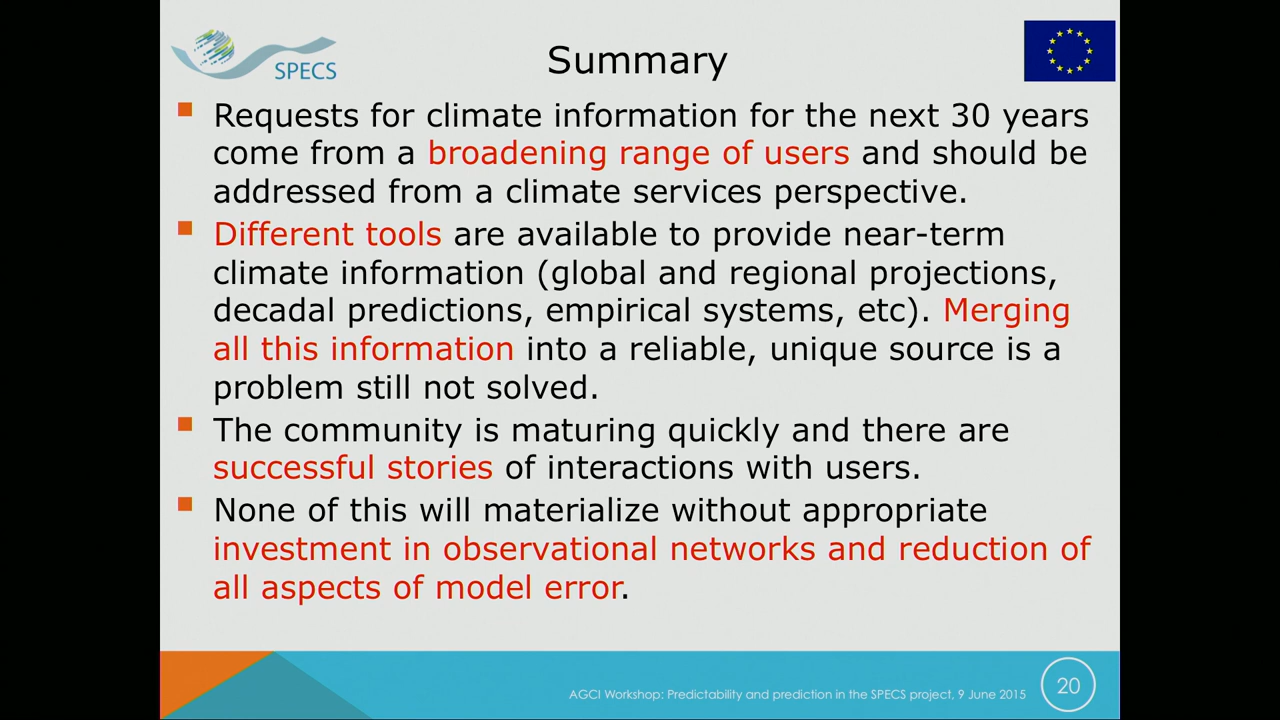 SPECS
Summary
Requests for climate information for the next 30 years
come from a broadening range of users and should be
addressed from a climate services perspective.
Different tools are available to provide near-term
climate information (global and regional projections,
decadal predictions, empirical systems, etc). Merging
all this information into a reliable, unique source is a
problem still not solved.
The community is maturing quickly and there are
successful stories of interactions with users.
None of this will materialize without appropriate
investment in observational networks and reduction of
all aspects of model error.
AGCI Workshop: Predictability and prediction in the SPECS project, 9 June 2015
20